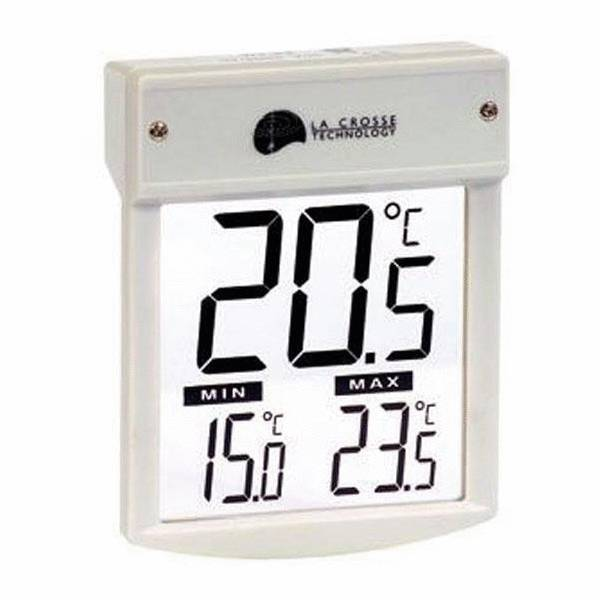 LA CROSSE
TECHNOLOGY
20.5 °C
MIN MAX
15.0 °C 23.5 °C